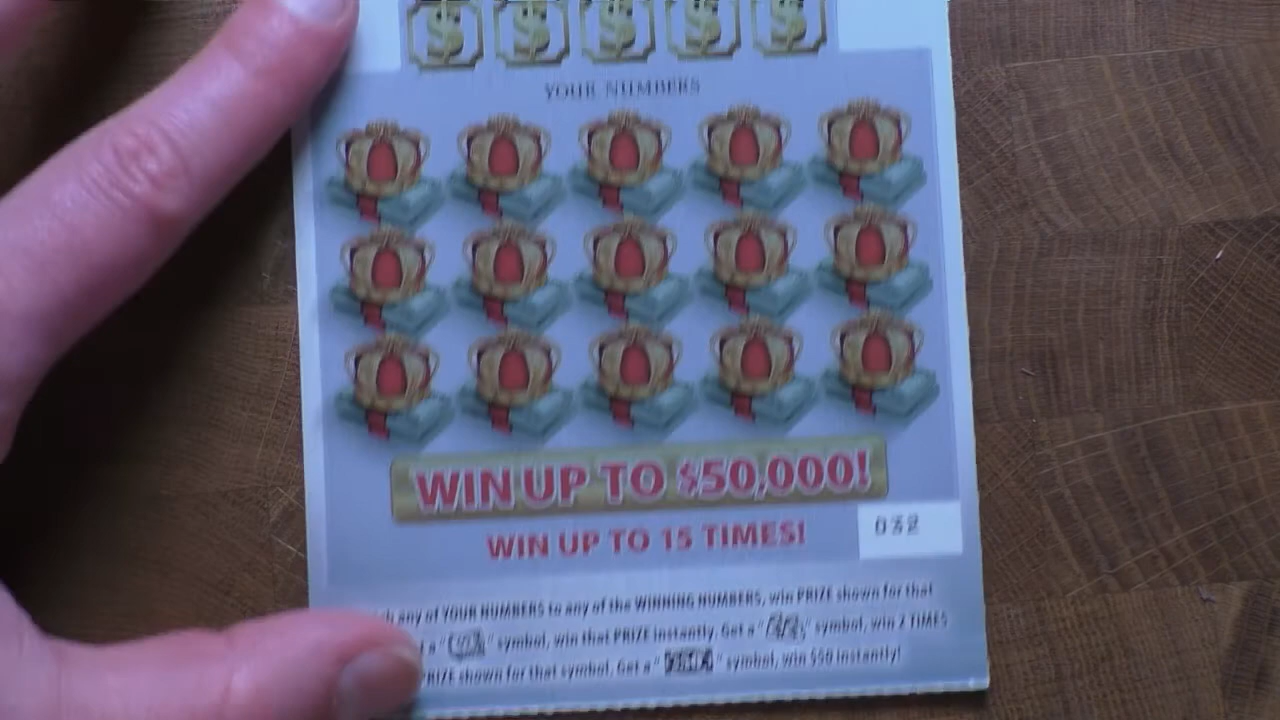 $ $ $ $ $
YOUR NUMBERS
WIN UP TO $50,000!
WIN UP TO 15 TIMES!
032
any of YOUR NUMBERS to any of the WINNING NUMBERS, win PRIZE shown for that
a " " symbol, win that PRIZE instantly. Get a " " symbol, win 2 TIMES
PRIZE shown for that symbol. Get a " " symbol, win $50 instantly!